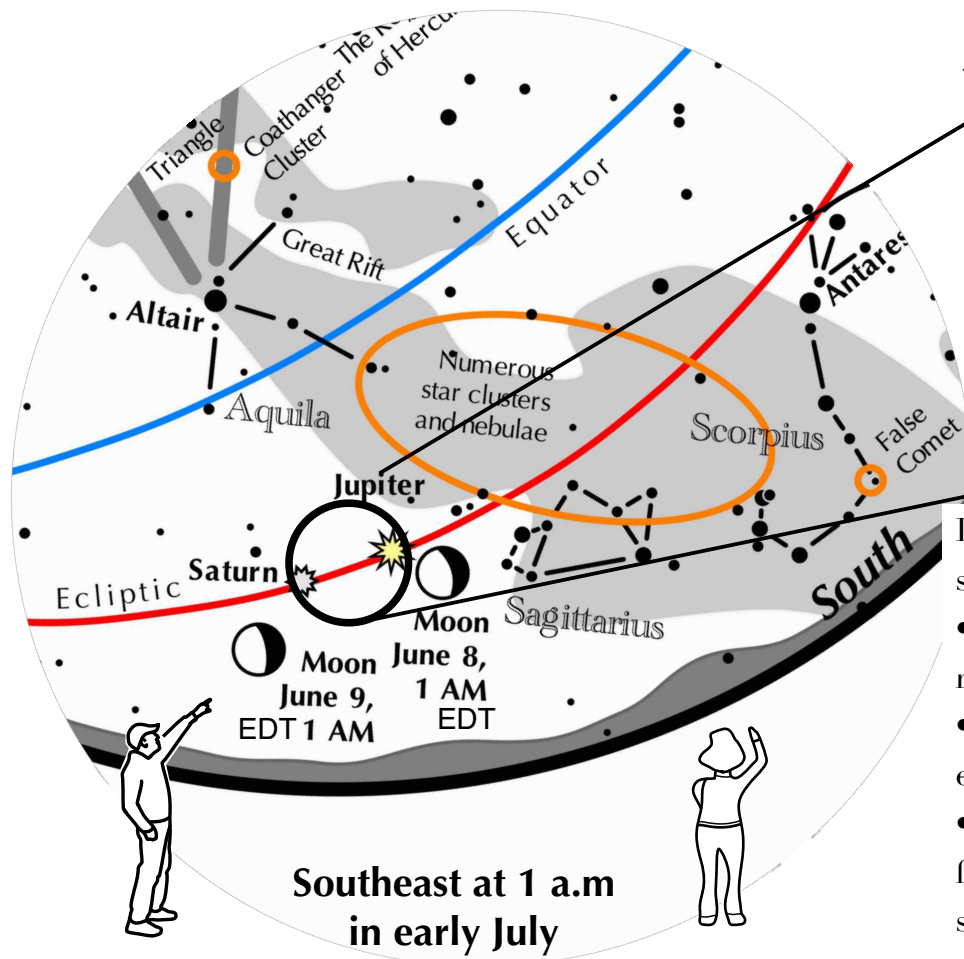 of Hercu
Coathanger
Cluster
Triangle
Equator
Great Rift
Antares
Altair
Numerous
star clusters
and nebulae
Aquila
Scorpius
False
Comet
Jupiter
South
Saturn
Ecliptic
Sagittarius
Moon
June 8,
1 AM
EDT
Moon
June 9,
EDT 1 AM
Southeast at 1 a.m
in early July